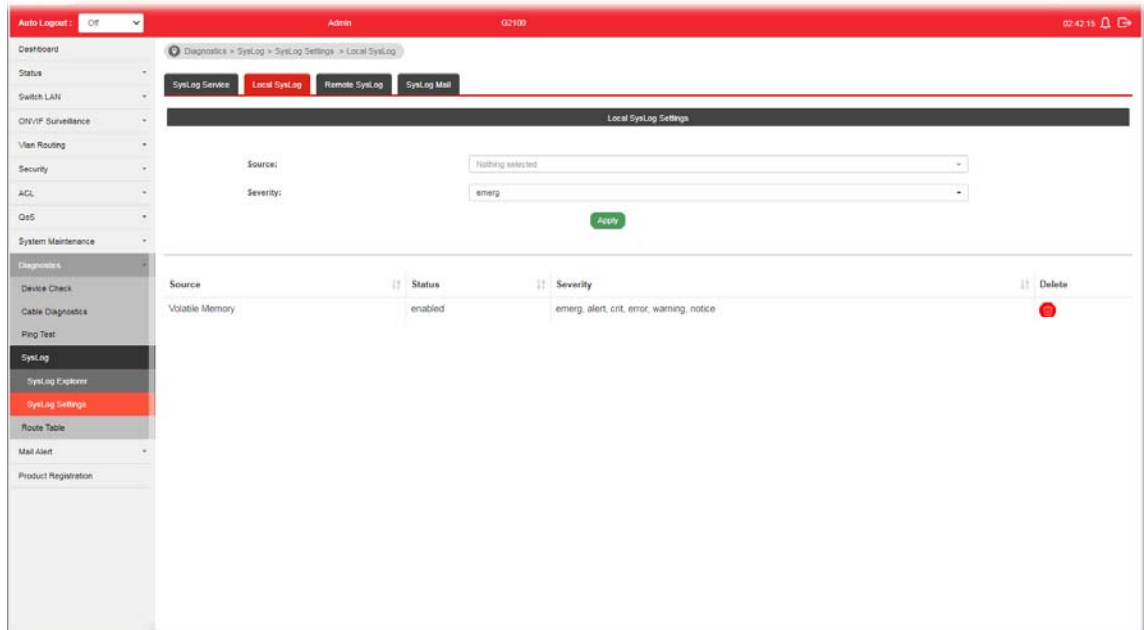 Auto Logout : Off Admin G2100 02:42:15
Dashboard
Status
Switch LAN
ONVIF Surveillance
Vlan Routing
Security
ACL
QoS
System Maintenance
Diagnostics
Device Check
Cable Diagnostics
Ping Test
SysLog
SysLog Explorer
SysLog Settings
Route Table
Mail Alert
Product Registration
Diagnostics > SysLog > SysLog Settings > Local SysLog
SysLog Service Local SysLog Remote SysLog SysLog Mail
Local SysLog Settings
Source: Nothing selected
Severity: emerg
Apply
Source Status Severity Delete
Volatile Memory enabled emerg, alert, crit, error, warning, notice